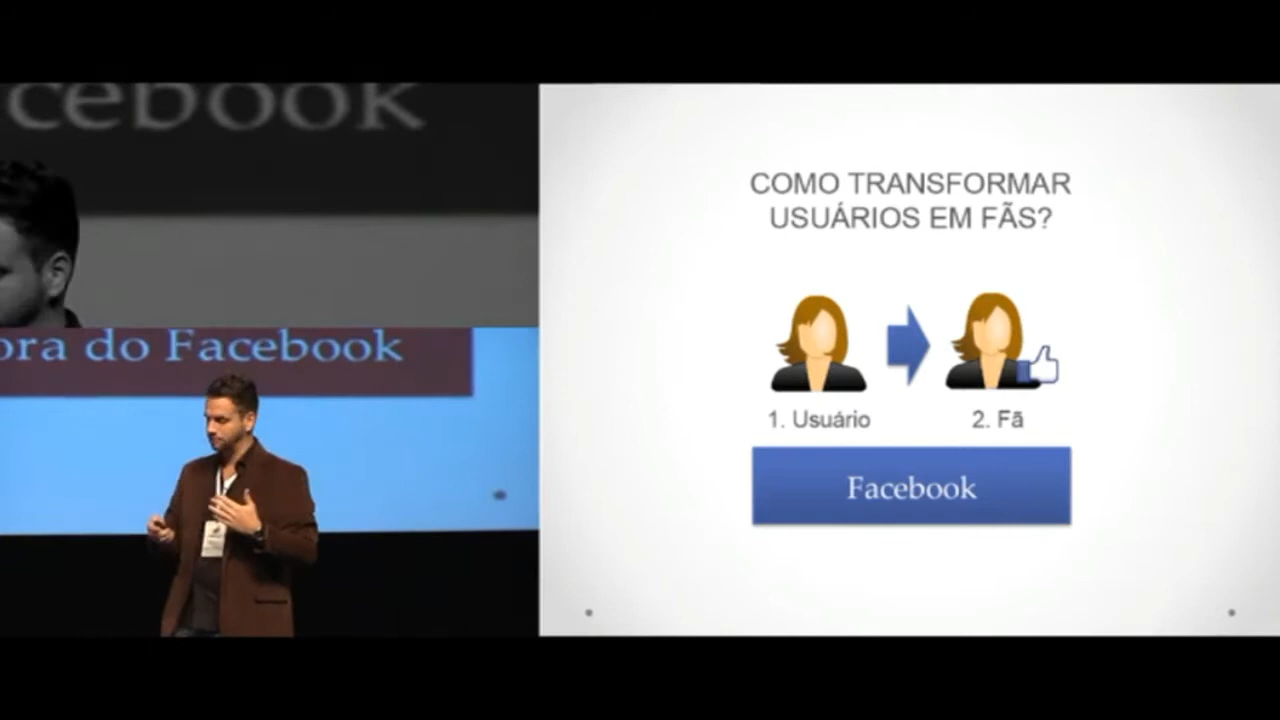 cebook
ora do Facebook
COMO TRANSFORMAR
USUÁRIOS EM FÃS?
1. Usuário
2. Fã
Facebook